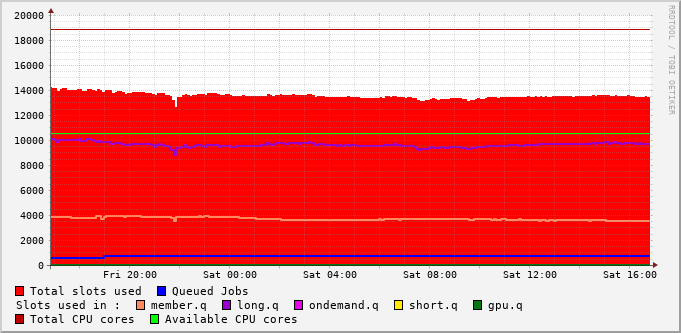 20000
18000
16000
14000
12000
10000
8000
6000
4000
2000
0
Fri 20:00 Sat 00:00 Sat 04:00 Sat 08:00 Sat 12:00 Sat 16:00
RRDTOOL / TOBI OETIKER
Total slots used Queued Jobs
Slots used in : member.q long.q ondemand.q short.q gpu.q
Total CPU cores Available CPU cores